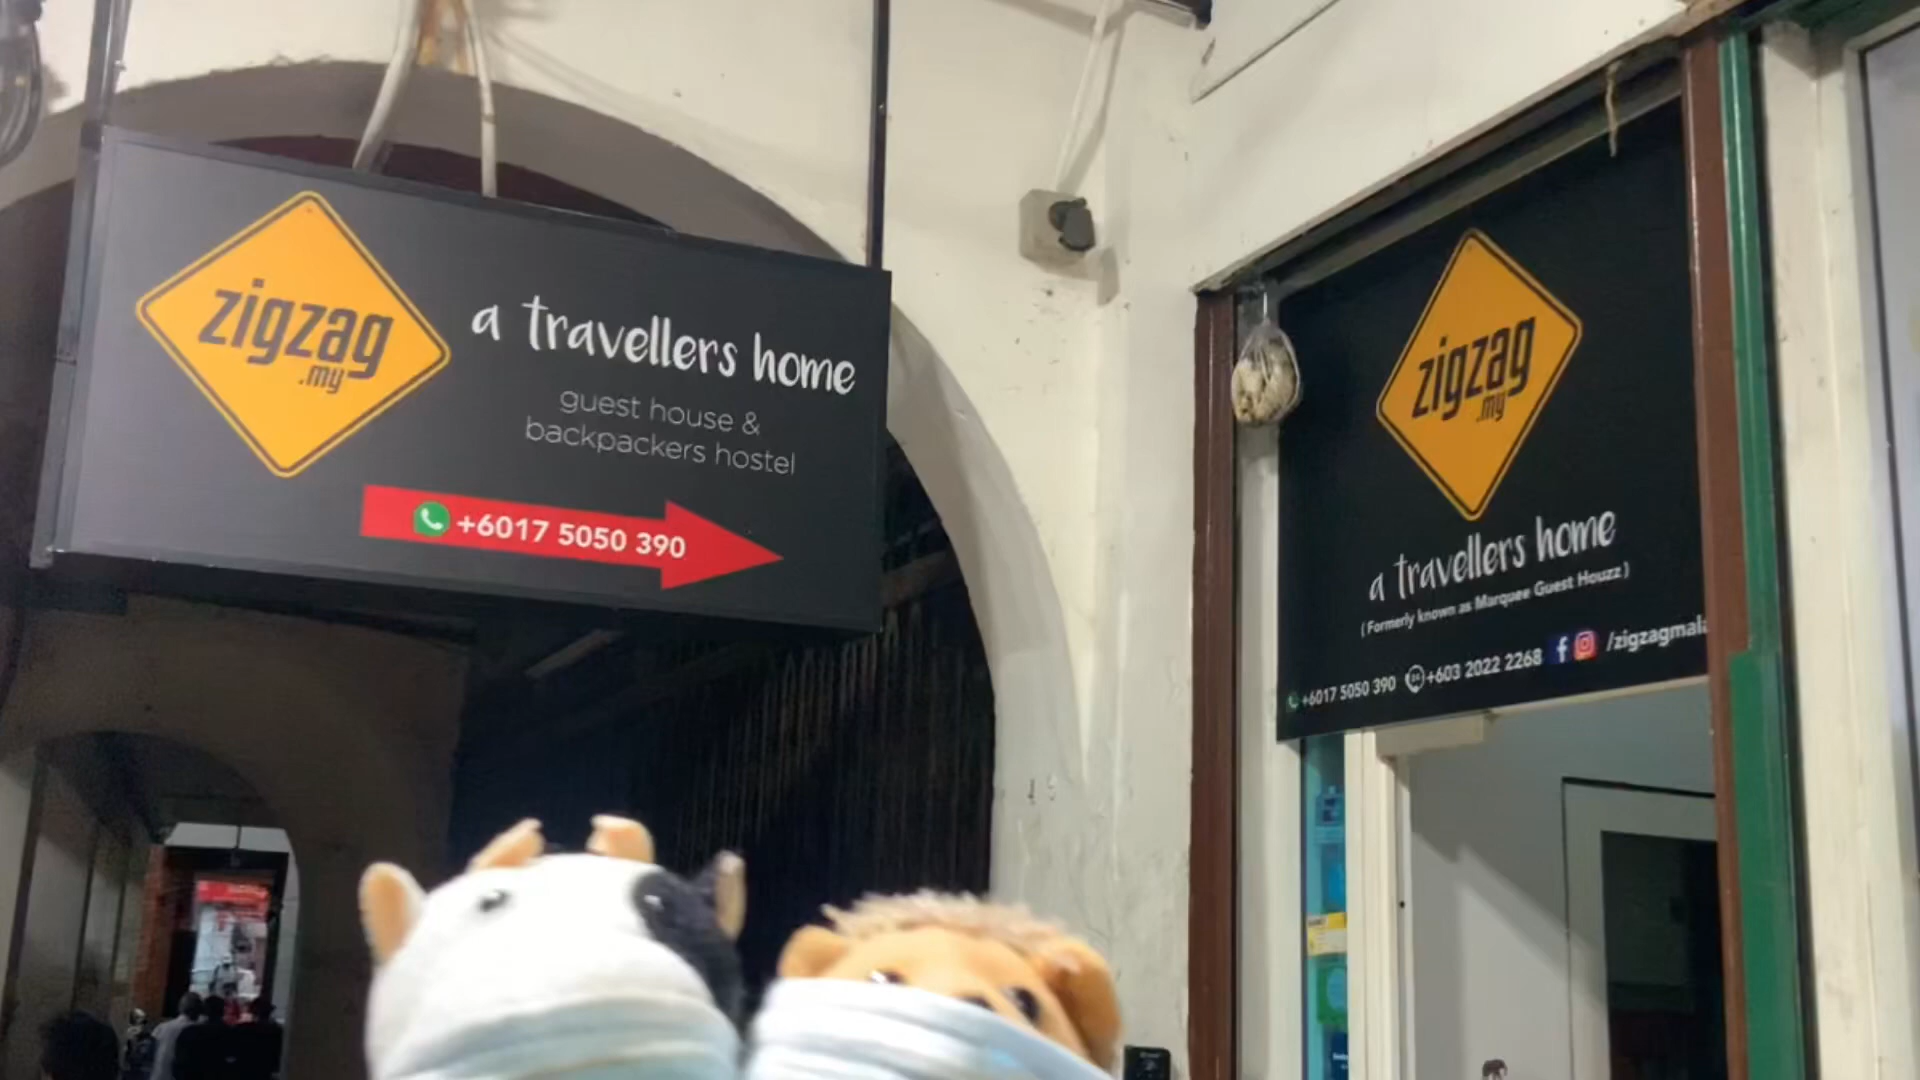 zigzag
.my
a travellers home
guest house &
backpackers hostel
+6017 5050 390
zigzag
.my
a travellers home
( Formerly known as Marquee Guest Houzz )
+6017 5050 390 +603 2022 2268 /zigzagmala